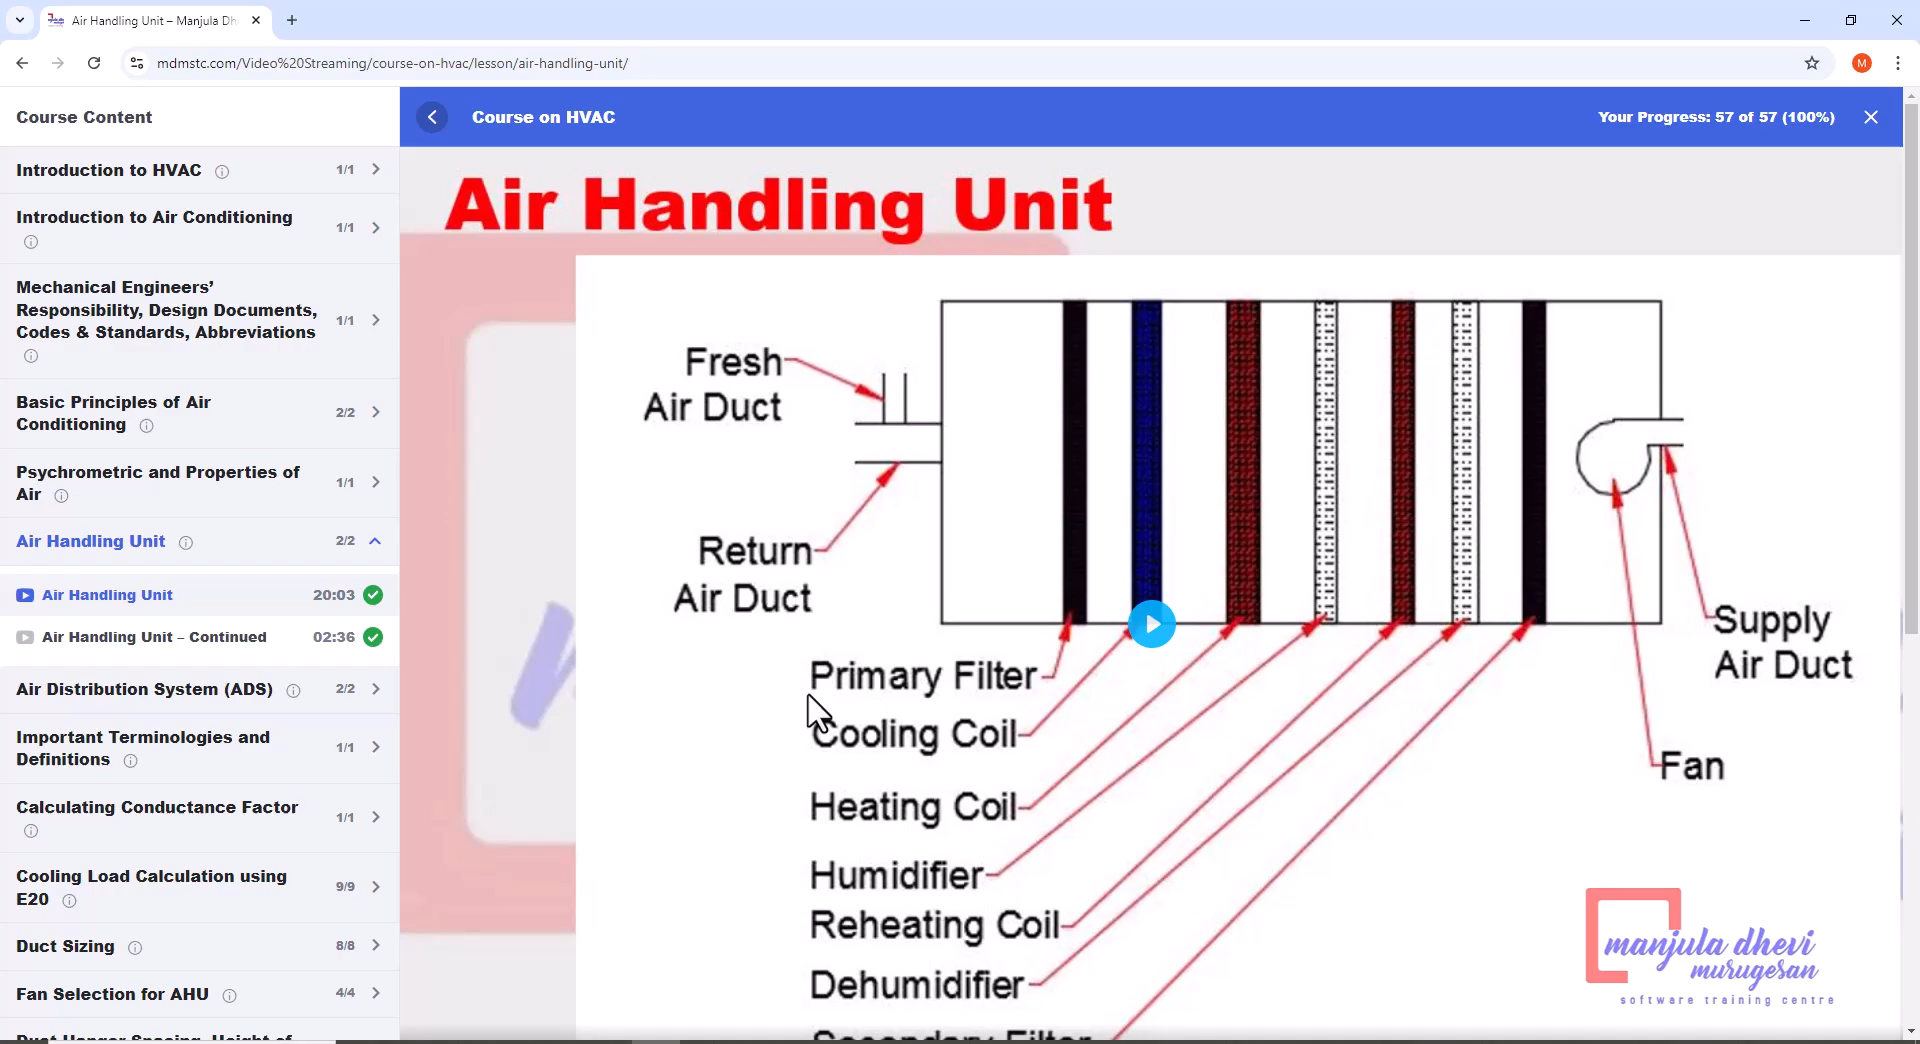 Air Handling Unit – Manjula Dh
mdmstc.com/Video%20Streaming/course-on-hvac/lesson/air-handling-unit/
M
Course Content
Course on HVAC
Your Progress: 57 of 57 (100%)
Introduction to HVAC 1/1
Introduction to Air Conditioning
1/1
Mechanical Engineers’
Responsibility, Design Documents,
Codes & Standards, Abbreviations
1/1
Basic Principles of Air
Conditioning
2/2
Psychrometric and Properties of
Air
1/1
Air Handling Unit 2/2
Air Handling Unit 20:03
Air Handling Unit – Continued 02:36
Air Distribution System (ADS) 2/2
Important Terminologies and
Definitions
1/1
Calculating Conductance Factor
1/1
Cooling Load Calculation using
E20
9/9
Duct Sizing 8/8
Fan Selection for AHU 4/4
Duct Hanger Spacing, Height of
Air Handling Unit
Fresh
Air Duct
Return
Air Duct
Primary Filter
Cooling Coil
Heating Coil
Humidifier
Reheating Coil
Dehumidifier
Secondary Filter
Supply
Air Duct
Fan
manjula dhevi
murugesan
software training centre